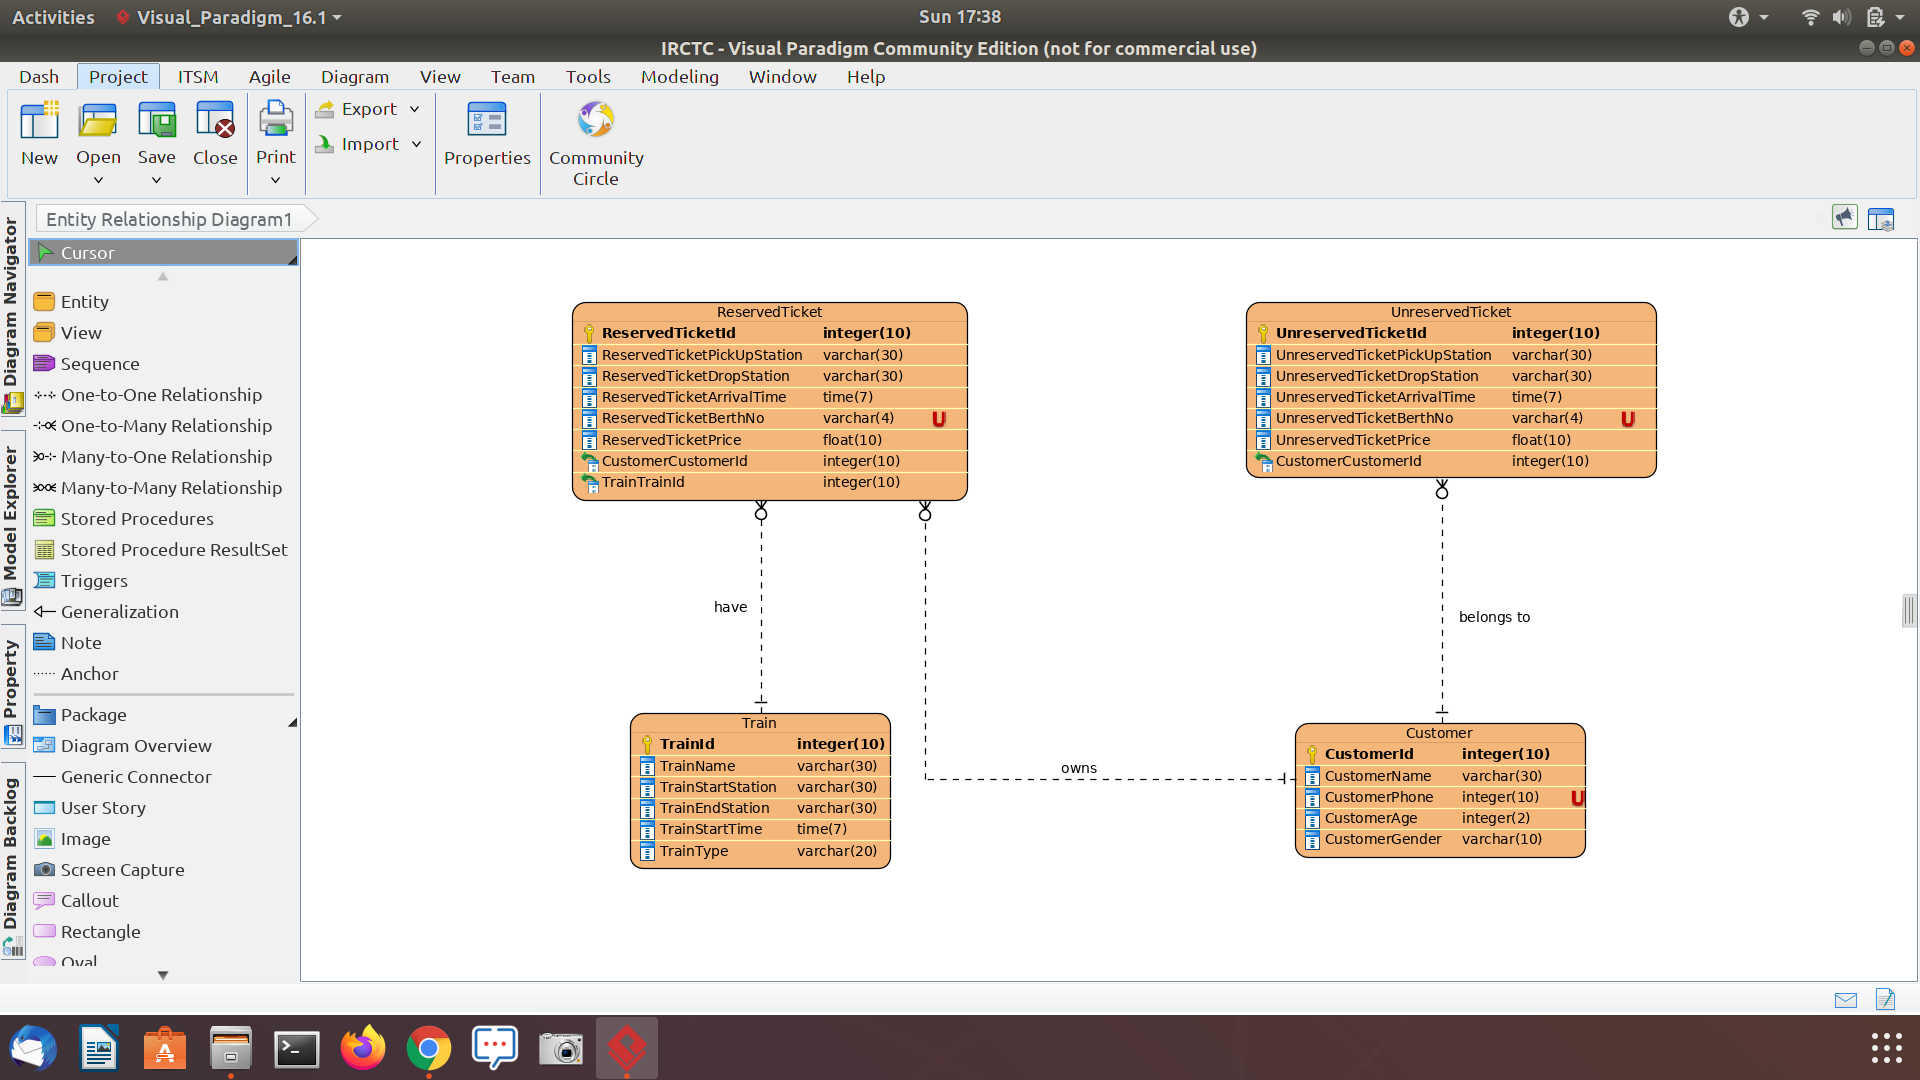 Activities
Visual_Paradigm_16.1
Sun 17:38
IRCTC - Visual Paradigm Community Edition (not for commercial use)
Dash Project ITSM Agile Diagram View Team Tools Modeling Window Help
New Open Save Close Print
Export
Import
Properties
Community
Circle
Entity Relationship Diagram1
Diagram Navigator
Model Explorer
Property
Diagram Backlog
Cursor
Entity
View
Sequence
One-to-One Relationship
One-to-Many Relationship
Many-to-One Relationship
Many-to-Many Relationship
Stored Procedures
Stored Procedure ResultSet
Triggers
Generalization
Note
Anchor
Package
Diagram Overview
Generic Connector
User Story
Image
Screen Capture
Callout
Rectangle
Oval
ReservedTicket
ReservedTicketId integer(10)
ReservedTicketPickUpStation varchar(30)
ReservedTicketDropStation varchar(30)
ReservedTicketArrivalTime time(7)
ReservedTicketBerthNo varchar(4) U
ReservedTicketPrice float(10)
CustomerCustomerId integer(10)
TrainTrainId integer(10)
UnreservedTicket
UnreservedTicketId integer(10)
UnreservedTicketPickUpStation varchar(30)
UnreservedTicketDropStation varchar(30)
UnreservedTicketArrivalTime time(7)
UnreservedTicketBerthNo varchar(4) U
UnreservedTicketPrice float(10)
CustomerCustomerId integer(10)
have
belongs to
owns
Train
TrainId integer(10)
TrainName varchar(30)
TrainStartStation varchar(30)
TrainEndStation varchar(30)
TrainStartTime time(7)
TrainType varchar(20)
Customer
CustomerId integer(10)
CustomerName varchar(30)
CustomerPhone integer(10) U
CustomerAge integer(2)
CustomerGender varchar(10)